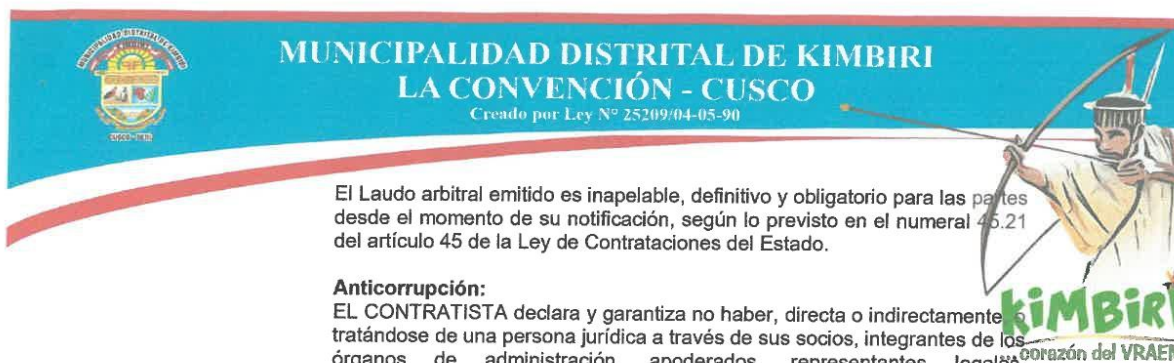 MUNICIPALIDAD DISTRITAL DE KIMBIRI
LA CONVENCIÓN - CUSCO
Creado por Ley N° 25209/04-05-90
El Laudo arbitral emitido es inapelable, definitivo y obligatorio para las partes
desde el momento de su notificación, según lo previsto en el numeral 45.21
del artículo 45 de la Ley de Contrataciones del Estado.
Anticorrupción:
EL CONTRATISTA declara y garantiza no haber, directa o indirectamente
tratándose de una persona jurídica a través de sus socios, integrantes de los
órganos de administración, apoderados, representantes
KiMBiRi
corazón del VRAEM